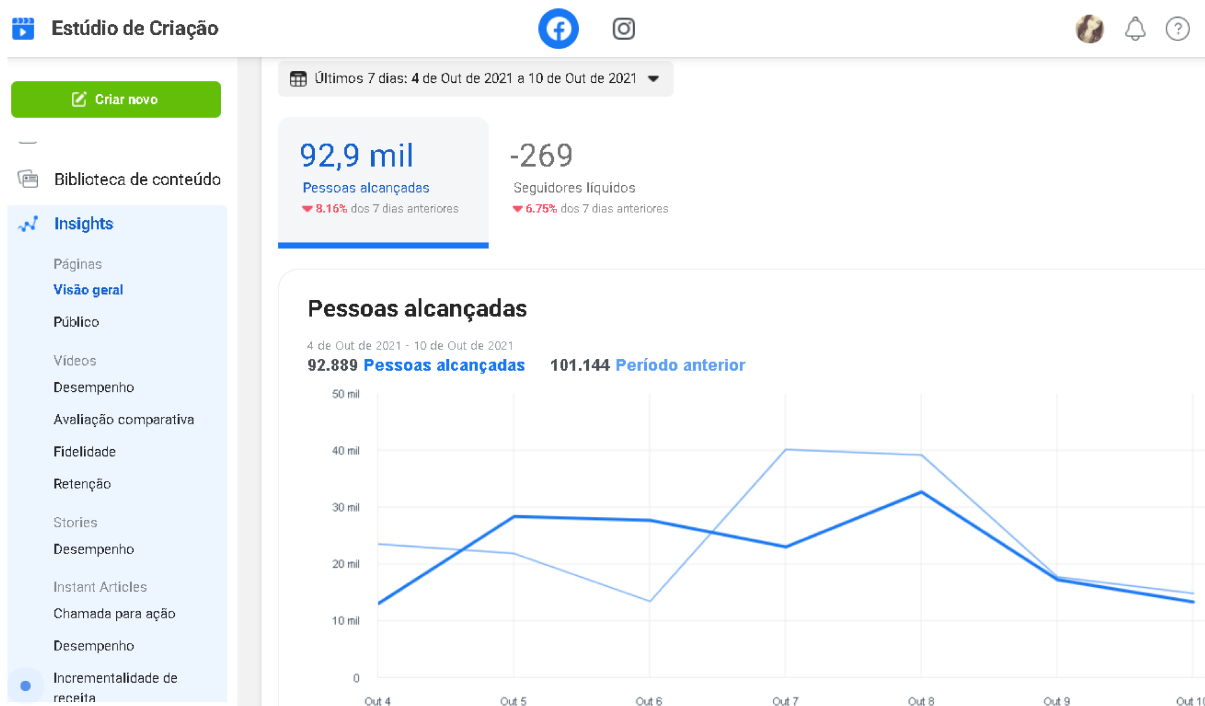 Estúdio de Criação
Criar novo
Biblioteca de conteúdo
Insights
Páginas
Visão geral
Público
Vídeos
Desempenho
Avaliação comparativa
Fidelidade
Retenção
Stories
Desempenho
Instant Articles
Chamada para ação
Desempenho
Incrementalidade de
receita
Últimos 7 dias: 4 de Out de 2021 a 10 de Out de 2021
92,9 mil
Pessoas alcançadas
8.16% dos 7 dias anteriores
-269
Seguidores líquidos
6.75% dos 7 dias anteriores
Pessoas alcançadas
4 de Out de 2021 - 10 de Out de 2021
92.889 Pessoas alcançadas 101.144 Período anterior
50 mil
40 mil
30 mil
20 mil
10 mil
0
Out 4 Out 5 Out 6 Out 7 Out 8 Out 9 Out 10